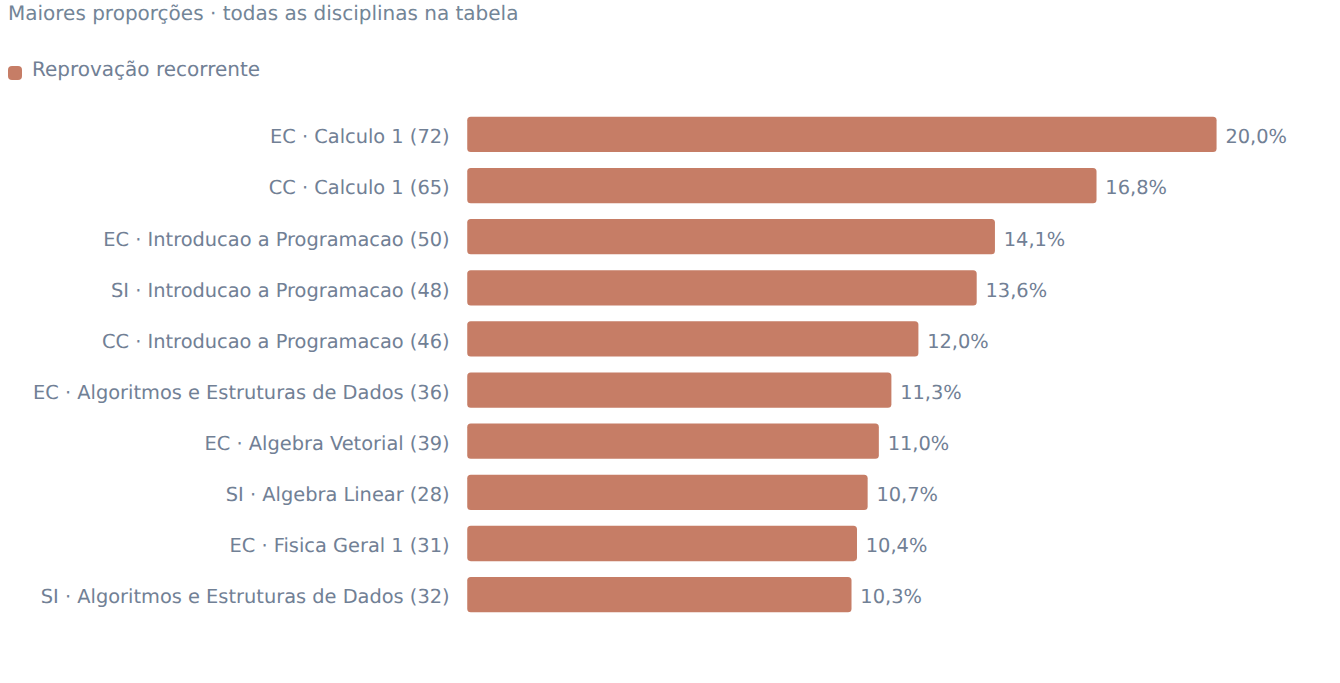 Maiores proporções · todas as disciplinas na tabela
Reprovação recorrente
EC · Calculo 1 (72) 20,0%
CC · Calculo 1 (65) 16,8%
EC · Introducao a Programacao (50) 14,1%
SI · Introducao a Programacao (48) 13,6%
CC · Introducao a Programacao (46) 12,0%
EC · Algoritmos e Estruturas de Dados (36) 11,3%
EC · Algebra Vetorial (39) 11,0%
SI · Algebra Linear (28) 10,7%
EC · Fisica Geral 1 (31) 10,4%
SI · Algoritmos e Estruturas de Dados (32) 10,3%